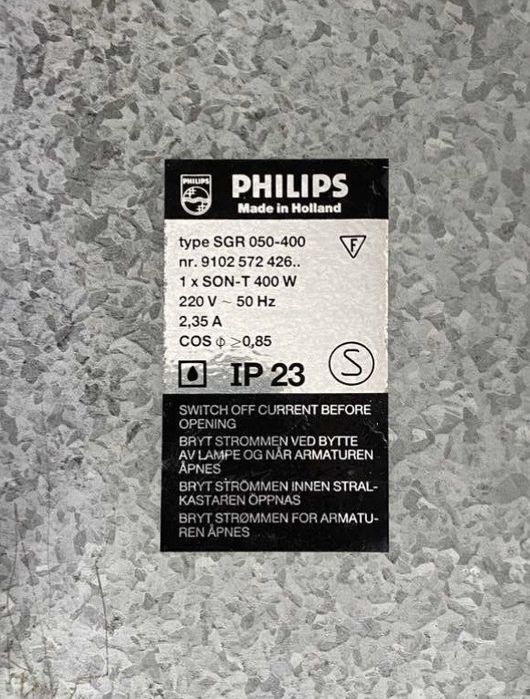 PHILIPS
PHILIPS
Made in Holland
type SGR 050-400
F
nr. 9102 572 426..
1 x SON-T 400 W
220 V ~ 50 Hz
2,35 A
COS φ ≥0,85
IP 23
S
SWITCH OFF CURRENT BEFORE
OPENING
BRYT STROMMEN VED BYTTE
AV LAMPE OG NÅR ARMATUREN
ÅPNES
BRYT STRÖMMEN INNEN STRAL-
KASTAREN ÖPPNAS
BRYT STRØMMEN FOR ARMATU-
REN ÅPNES